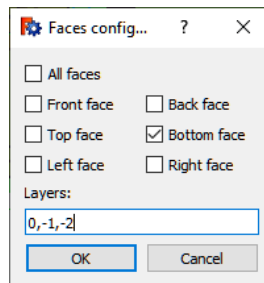 Faces config... ?
All faces
Front face Back face
Top face Bottom face
Left face Right face
Layers:
0,-1,-2
OK Cancel